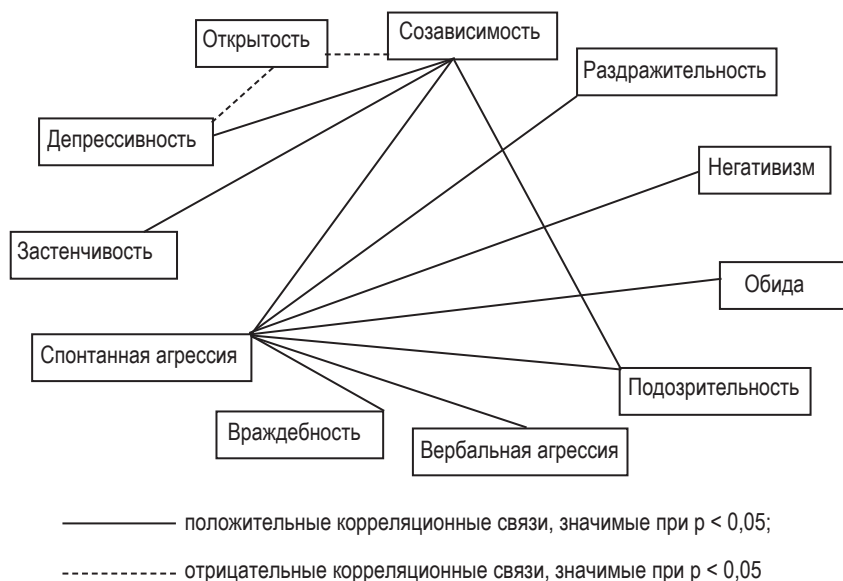 Открытость
Созависимость
Раздражительность
Депрессивность
Негативизм
Застенчивость
Обида
Спонтанная агрессия
Подозрительность
Враждебность
Вербальная агрессия
положительные корреляционные связи, значимые при p < 0,05;
отрицательные корреляционные связи, значимые при p < 0,05